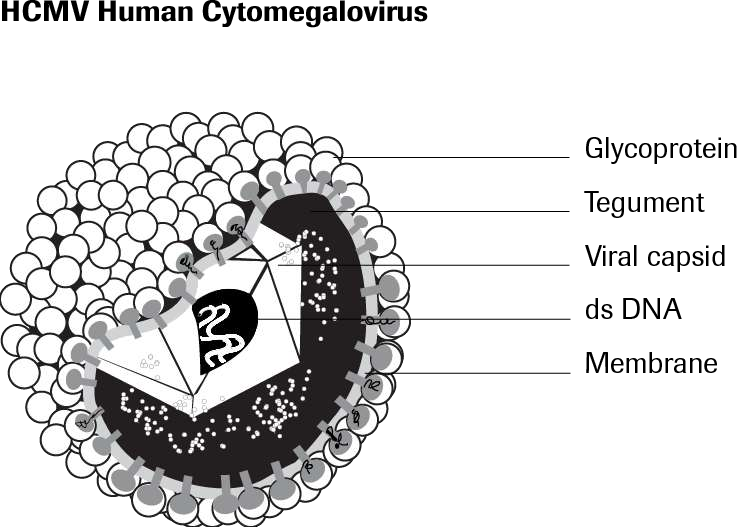 HCMV Human Cytomegalovirus
Glycoprotein
Tegument
Viral capsid
ds DNA
Membrane